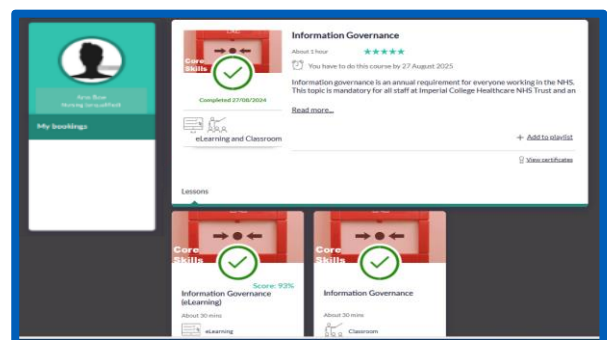 Information Governance
About 1 hour
You have to do this course by 27 August 2025
Information governance is an annual requirement for everyone working in the NHS.
This topic is mandatory for all staff at Imperial College Healthcare NHS Trust and an
Read more...
Core
Skills
Completed 27/08/2024
eLearning and Classroom
+ Add to playlist
View certificates
My bookings
Lessons
Core
Skills
Score: 93%
Information Governance
(eLearning)
About 30 mins
eLearning
Core
Skills
Information Governance
About 30 mins
Classroom